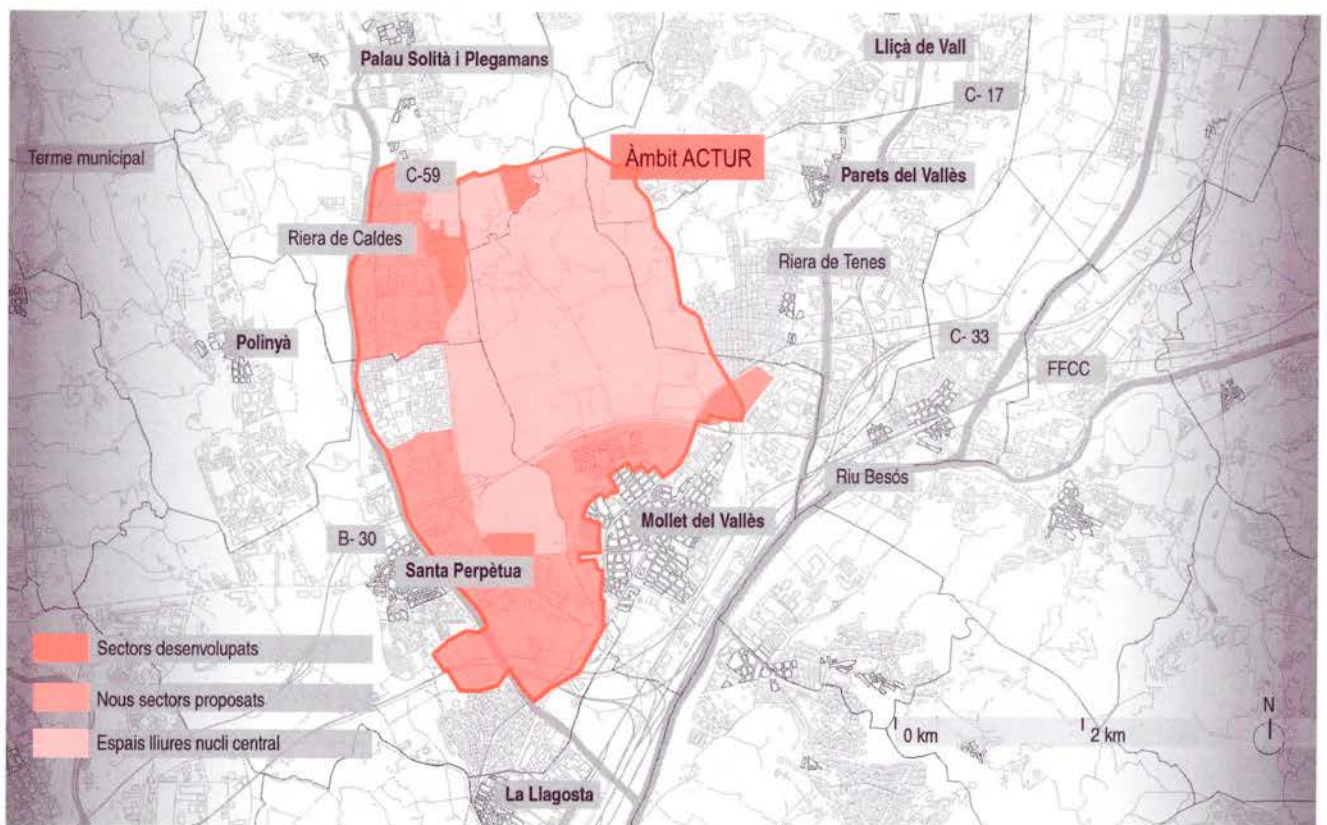 Palau Solità i Plegamans
Lliçà de Vall
C- 17
Terme municipal
C-59
Àmbit ACTUR
Parets del Vallès
Riera de Caldes
Riera de Tenes
Polinyà
C- 33
FFCC
Riu Besós
Mollet del Vallès
B- 30
Santa Perpètua
Sectors desenvolupats
Nous sectors proposats
Espais lliures nucli central
N
0 km
2 km
La Llagosta